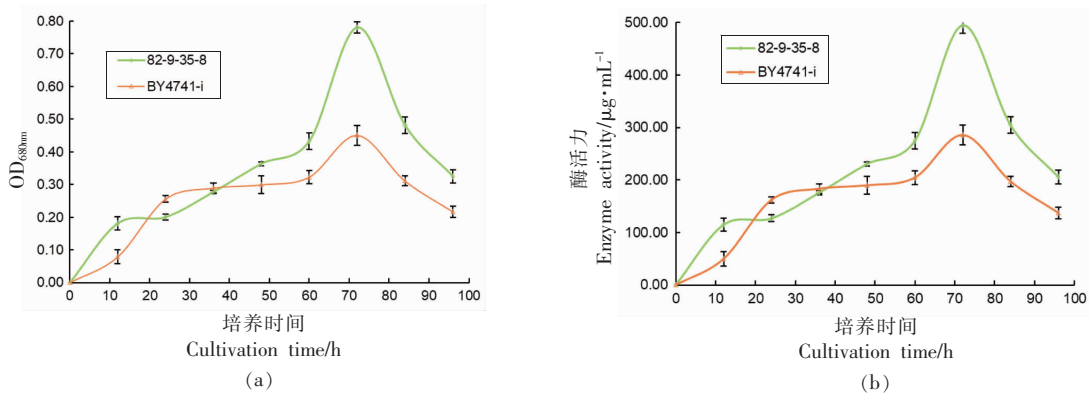 0.80
0.70
0.60
0.50
0.40
0.30
0.20
0.10
0.00
OD680nm
82-9-35-8
BY4741-i
0 10 20 30 40 50 60 70 80 90 100
培养时间
Cultivation time/h
(a)
500.00
400.00
300.00
200.00
100.00
0.00
酶活力
Enzyme activity/μg·mL⁻¹
82-9-35-8
BY4741-i
0 10 20 30 40 50 60 70 80 90 100
培养时间
Cultivation time/h
(b)